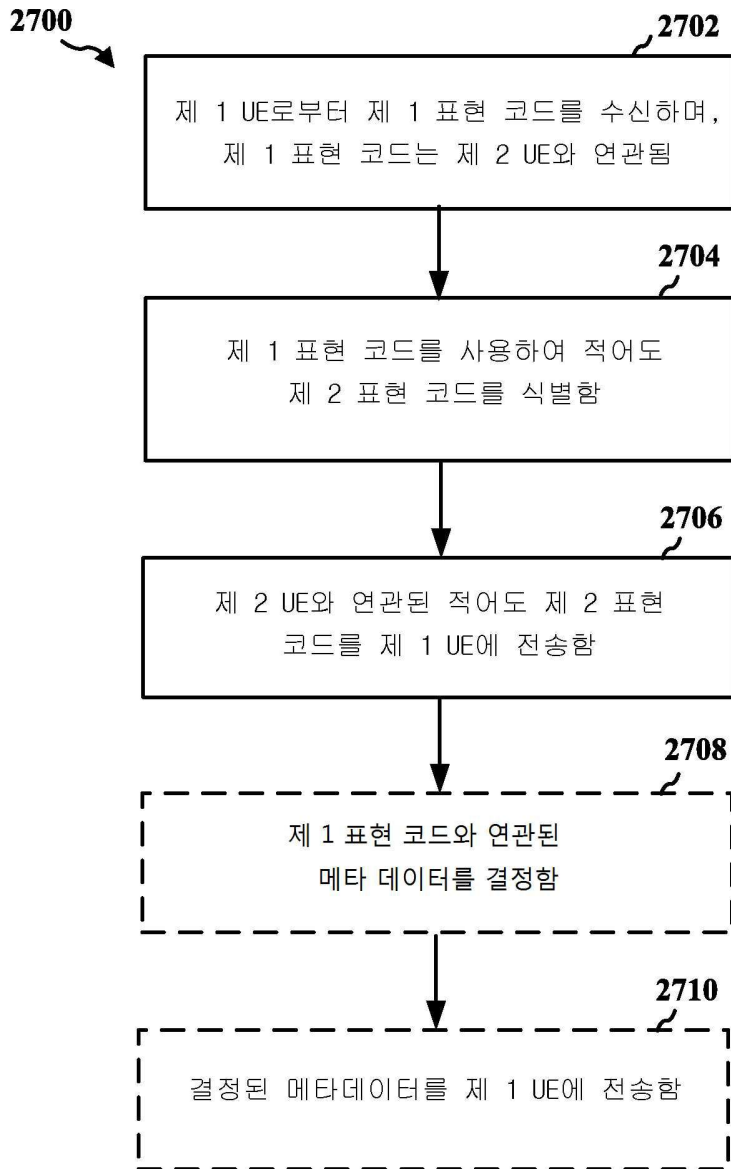 2700
2702
제 1 UE로부터 제 1 표현 코드를 수신하며,
제 1 표현 코드는 제 2 UE와 연관됨
2704
제 1 표현 코드를 사용하여 적어도
제 2 표현 코드를 식별함
2706
제 2 UE와 연관된 적어도 제 2 표현
코드를 제 1 UE에 전송함
2708
제 1 표현 코드와 연관된
메타 데이터를 결정함
2710
결정된 메타데이터를 제 1 UE에 전송함